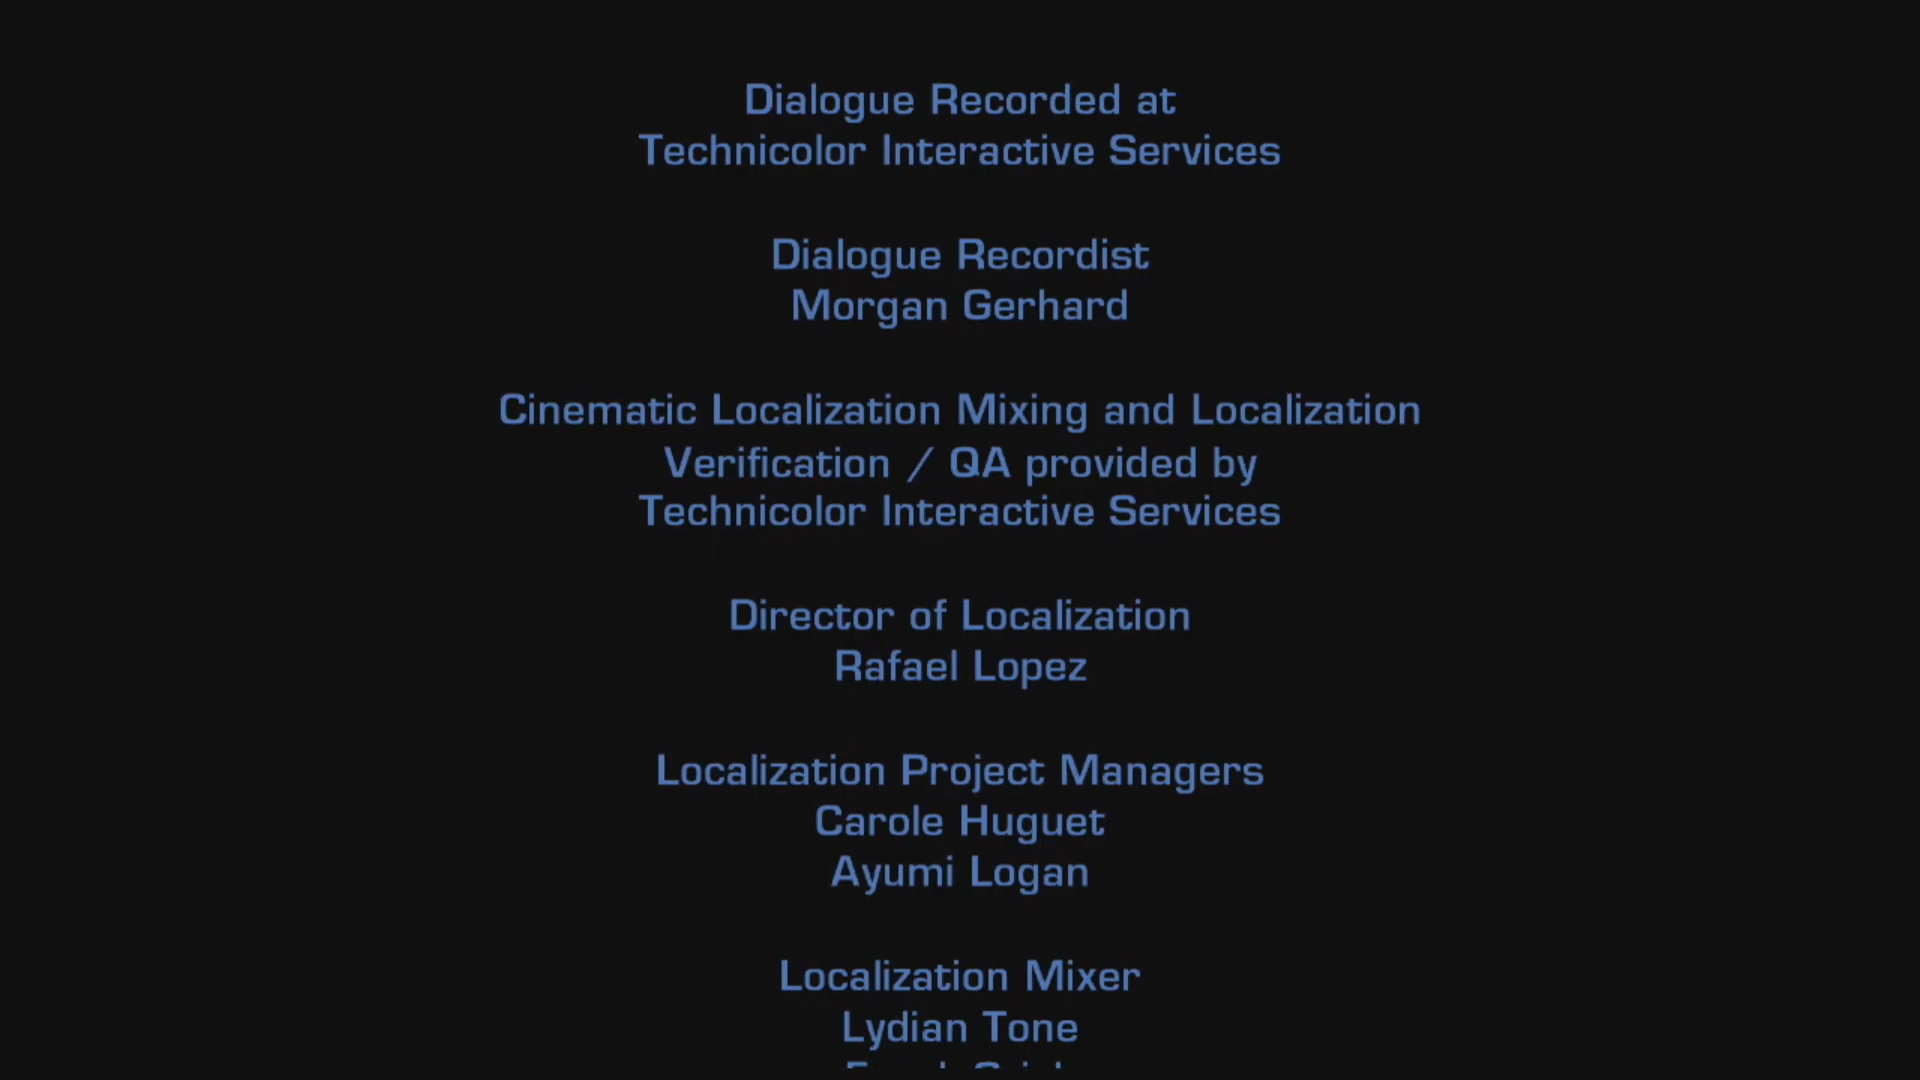 Dialogue Recorded at
Technicolor Interactive Services
Dialogue Recordist
Morgan Gerhard
Cinematic Localization Mixing and Localization
Verification / QA provided by
Technicolor Interactive Services
Director of Localization
Rafael Lopez
Localization Project Managers
Carole Huguet
Ayumi Logan
Localization Mixer
Lydian Tone